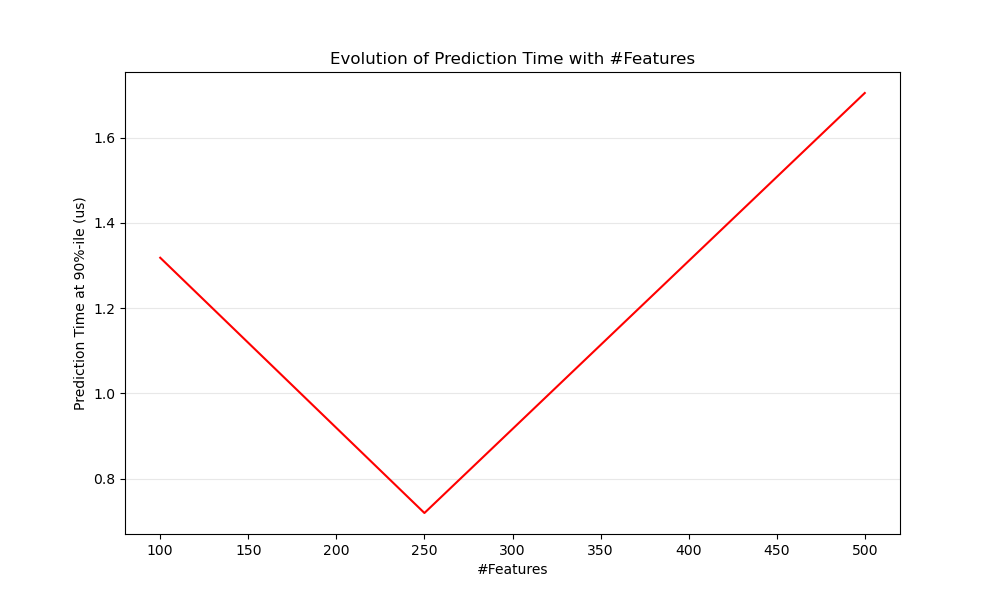 Evolution of Prediction Time with #Features
Prediction Time at 90%-ile (us)
1.6
1.4
1.2
1.0
0.8
100 150 200 250 300 350 400 450 500
#Features